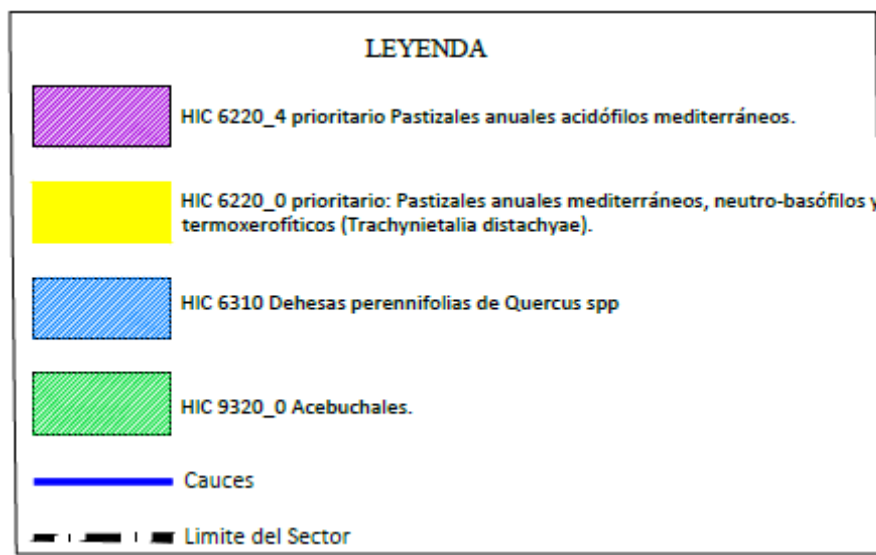 LEYENDA
HIC 6220_4 prioritario Pastizales anuales acidófilos mediterráneos.
HIC 6220_0 prioritario: Pastizales anuales mediterráneos, neutro-basófilos y
termoxerofíticos (Trachynietalia distachyae).
HIC 6310 Dehesas perennifolias de Quercus spp
HIC 9320_0 Acebuchales.
Cauces
Limite del Sector